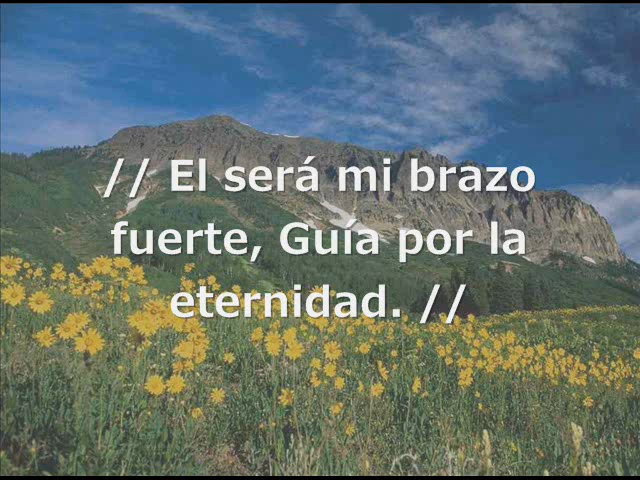 // El será mi brazo
fuerte, Guía por la
eternidad. //